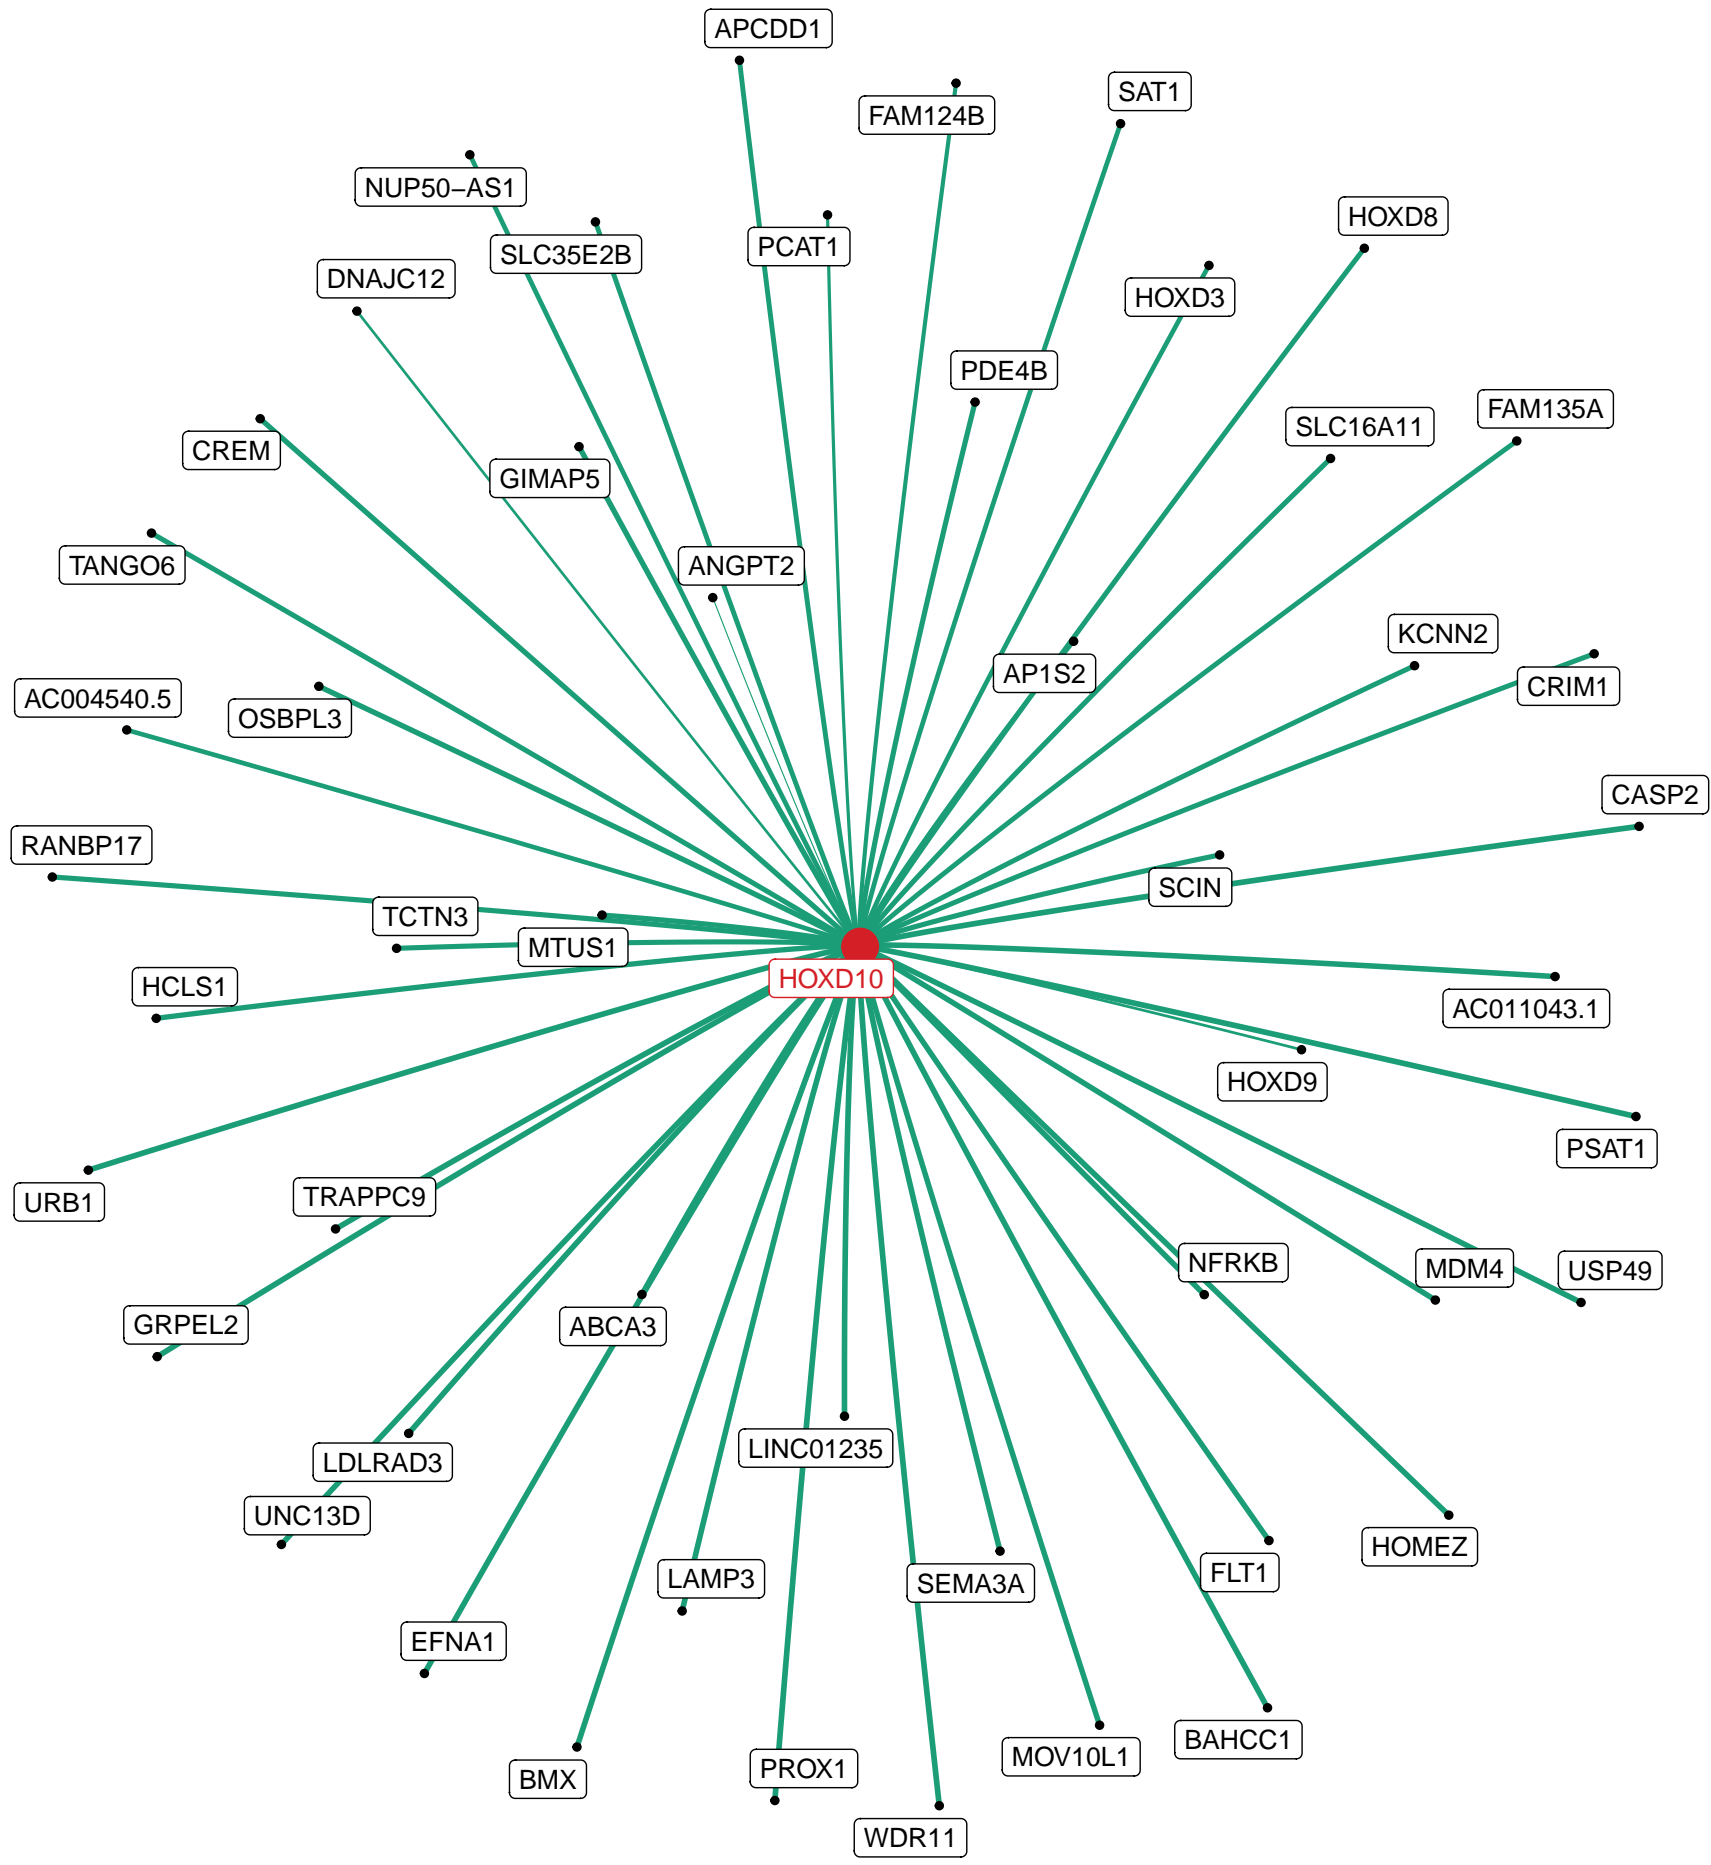 APCDD1
SAT1
FAM124B
NUP50–AS1
HOXD8
PCAT1
SLC35E2B
DNAJC12
HOXD3
PDE4B
FAM135A
SLC16A11
CREM
GIMAP5
TANGO6
ANGPT2
KCNN2
AP1S2
CRIM1
AC004540.5
OSBPL3
CASP2
RANBP17
SCIN
TCTN3
MTUS1
HOXD10
HCLS1
AC011043.1
HOXD9
PSAT1
TRAPPC9
URB1
NFRKB
MDM4
USP49
GRPEL2
ABCA3
LINC01235
LDLRAD3
UNC13D
HOMEZ
FLT1
LAMP3
SEMA3A
EFNA1
BAHCC1
MOV10L1
PROX1
BMX
WDR11